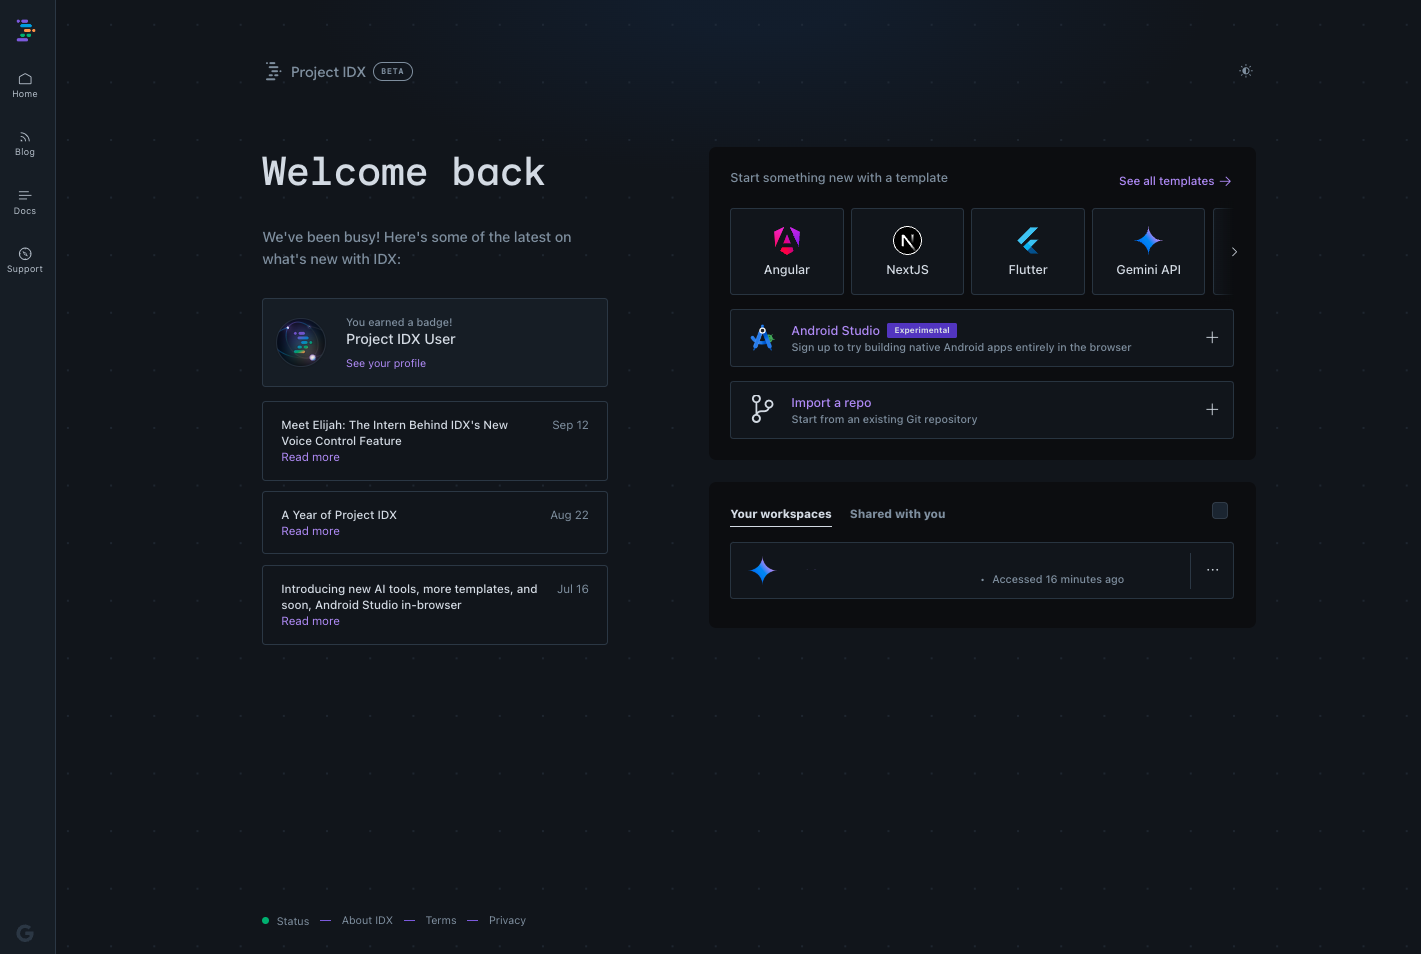 Home
Blog
Docs
Support
Project IDX BETA
Welcome back
We've been busy! Here's some of the latest on
what's new with IDX:
You earned a badge!
Project IDX User
See your profile
Meet Elijah: The Intern Behind IDX's New
Voice Control Feature
Sep 12
Read more
A Year of Project IDX
Aug 22
Read more
Introducing new AI tools, more templates, and
soon, Android Studio in-browser
Jul 16
Read more
Start something new with a template
See all templates →
Angular
NextJS
Flutter
Gemini API
Android Studio Experimental
Sign up to try building native Android apps entirely in the browser
Import a repo
Start from an existing Git repository
Your workspaces
Shared with you
• Accessed 16 minutes ago
Status — About IDX — Terms — Privacy